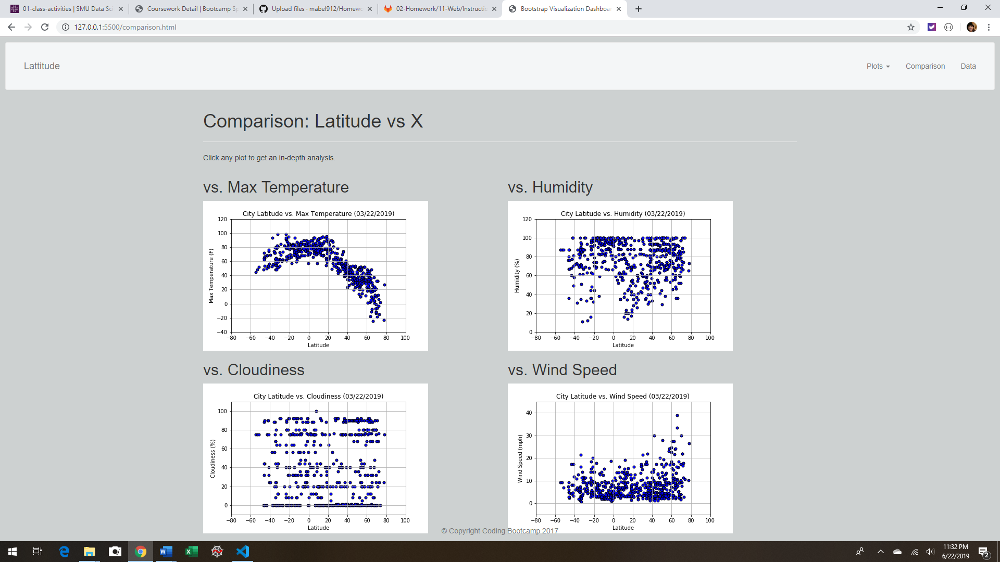 01-class-activities | SMU Data Sci
Coursework Detail | Bootcamp Sp
Upload files · mabel912/Homewo
02-Homework/11-Web/Instructio
Bootstrap Visualization Dashboar
127.0.0.1:5500/comparison.html
Lattitude
Plots
Comparison
Data
Comparison: Latitude vs X
Click any plot to get an in-depth analysis.
vs. Max Temperature
City Latitude vs. Max Temperature (03/22/2019)
Max Temperature (F)
120
100
80
60
40
20
0
−20
−40
−80 −60 −40 −20 0 20 40 60 80 100
Latitude
vs. Humidity
City Latitude vs. Humidity (03/22/2019)
Humidity (%)
120
100
80
60
40
20
0
−80 −60 −40 −20 0 20 40 60 80 100
Latitude
vs. Cloudiness
City Latitude vs. Cloudiness (03/22/2019)
Cloudiness (%)
100
80
60
40
20
0
−80 −60 −40 −20 0 20 40 60 80 100
Latitude
vs. Wind Speed
City Latitude vs. Wind Speed (03/22/2019)
Wind Speed (mph)
40
30
20
10
0
−80 −60 −40 −20 0 20 40 60 80 100
Latitude
© Copyright Coding Bootcamp 2017
11:32 PM
6/22/2019
2